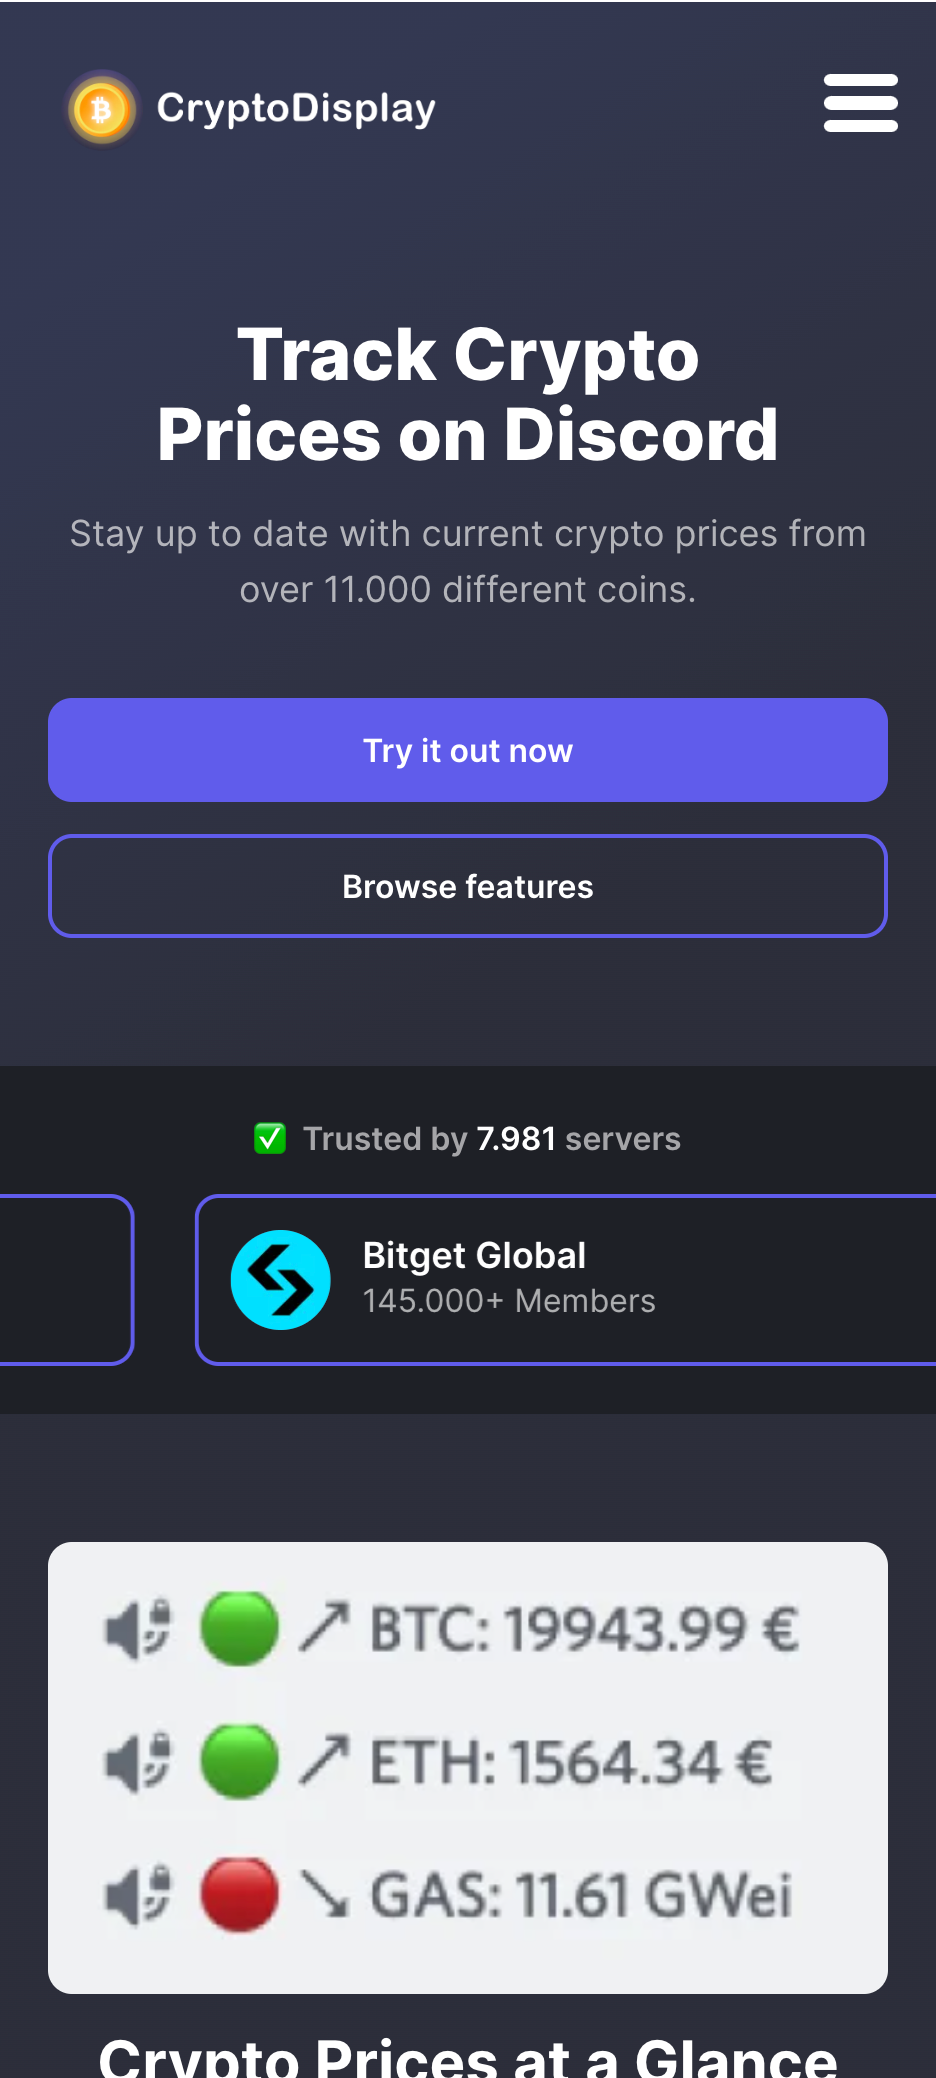 CryptoDisplay
Track Crypto
Prices on Discord
Stay up to date with current crypto prices from
over 11.000 different coins.
Try it out now
Browse features
✅ Trusted by 7.981 servers
Bitget Global
145.000+ Members
BTC: 19943.99 €
ETH: 1564.34 €
GAS: 11.61 GWei
Crypto Prices at a Glance